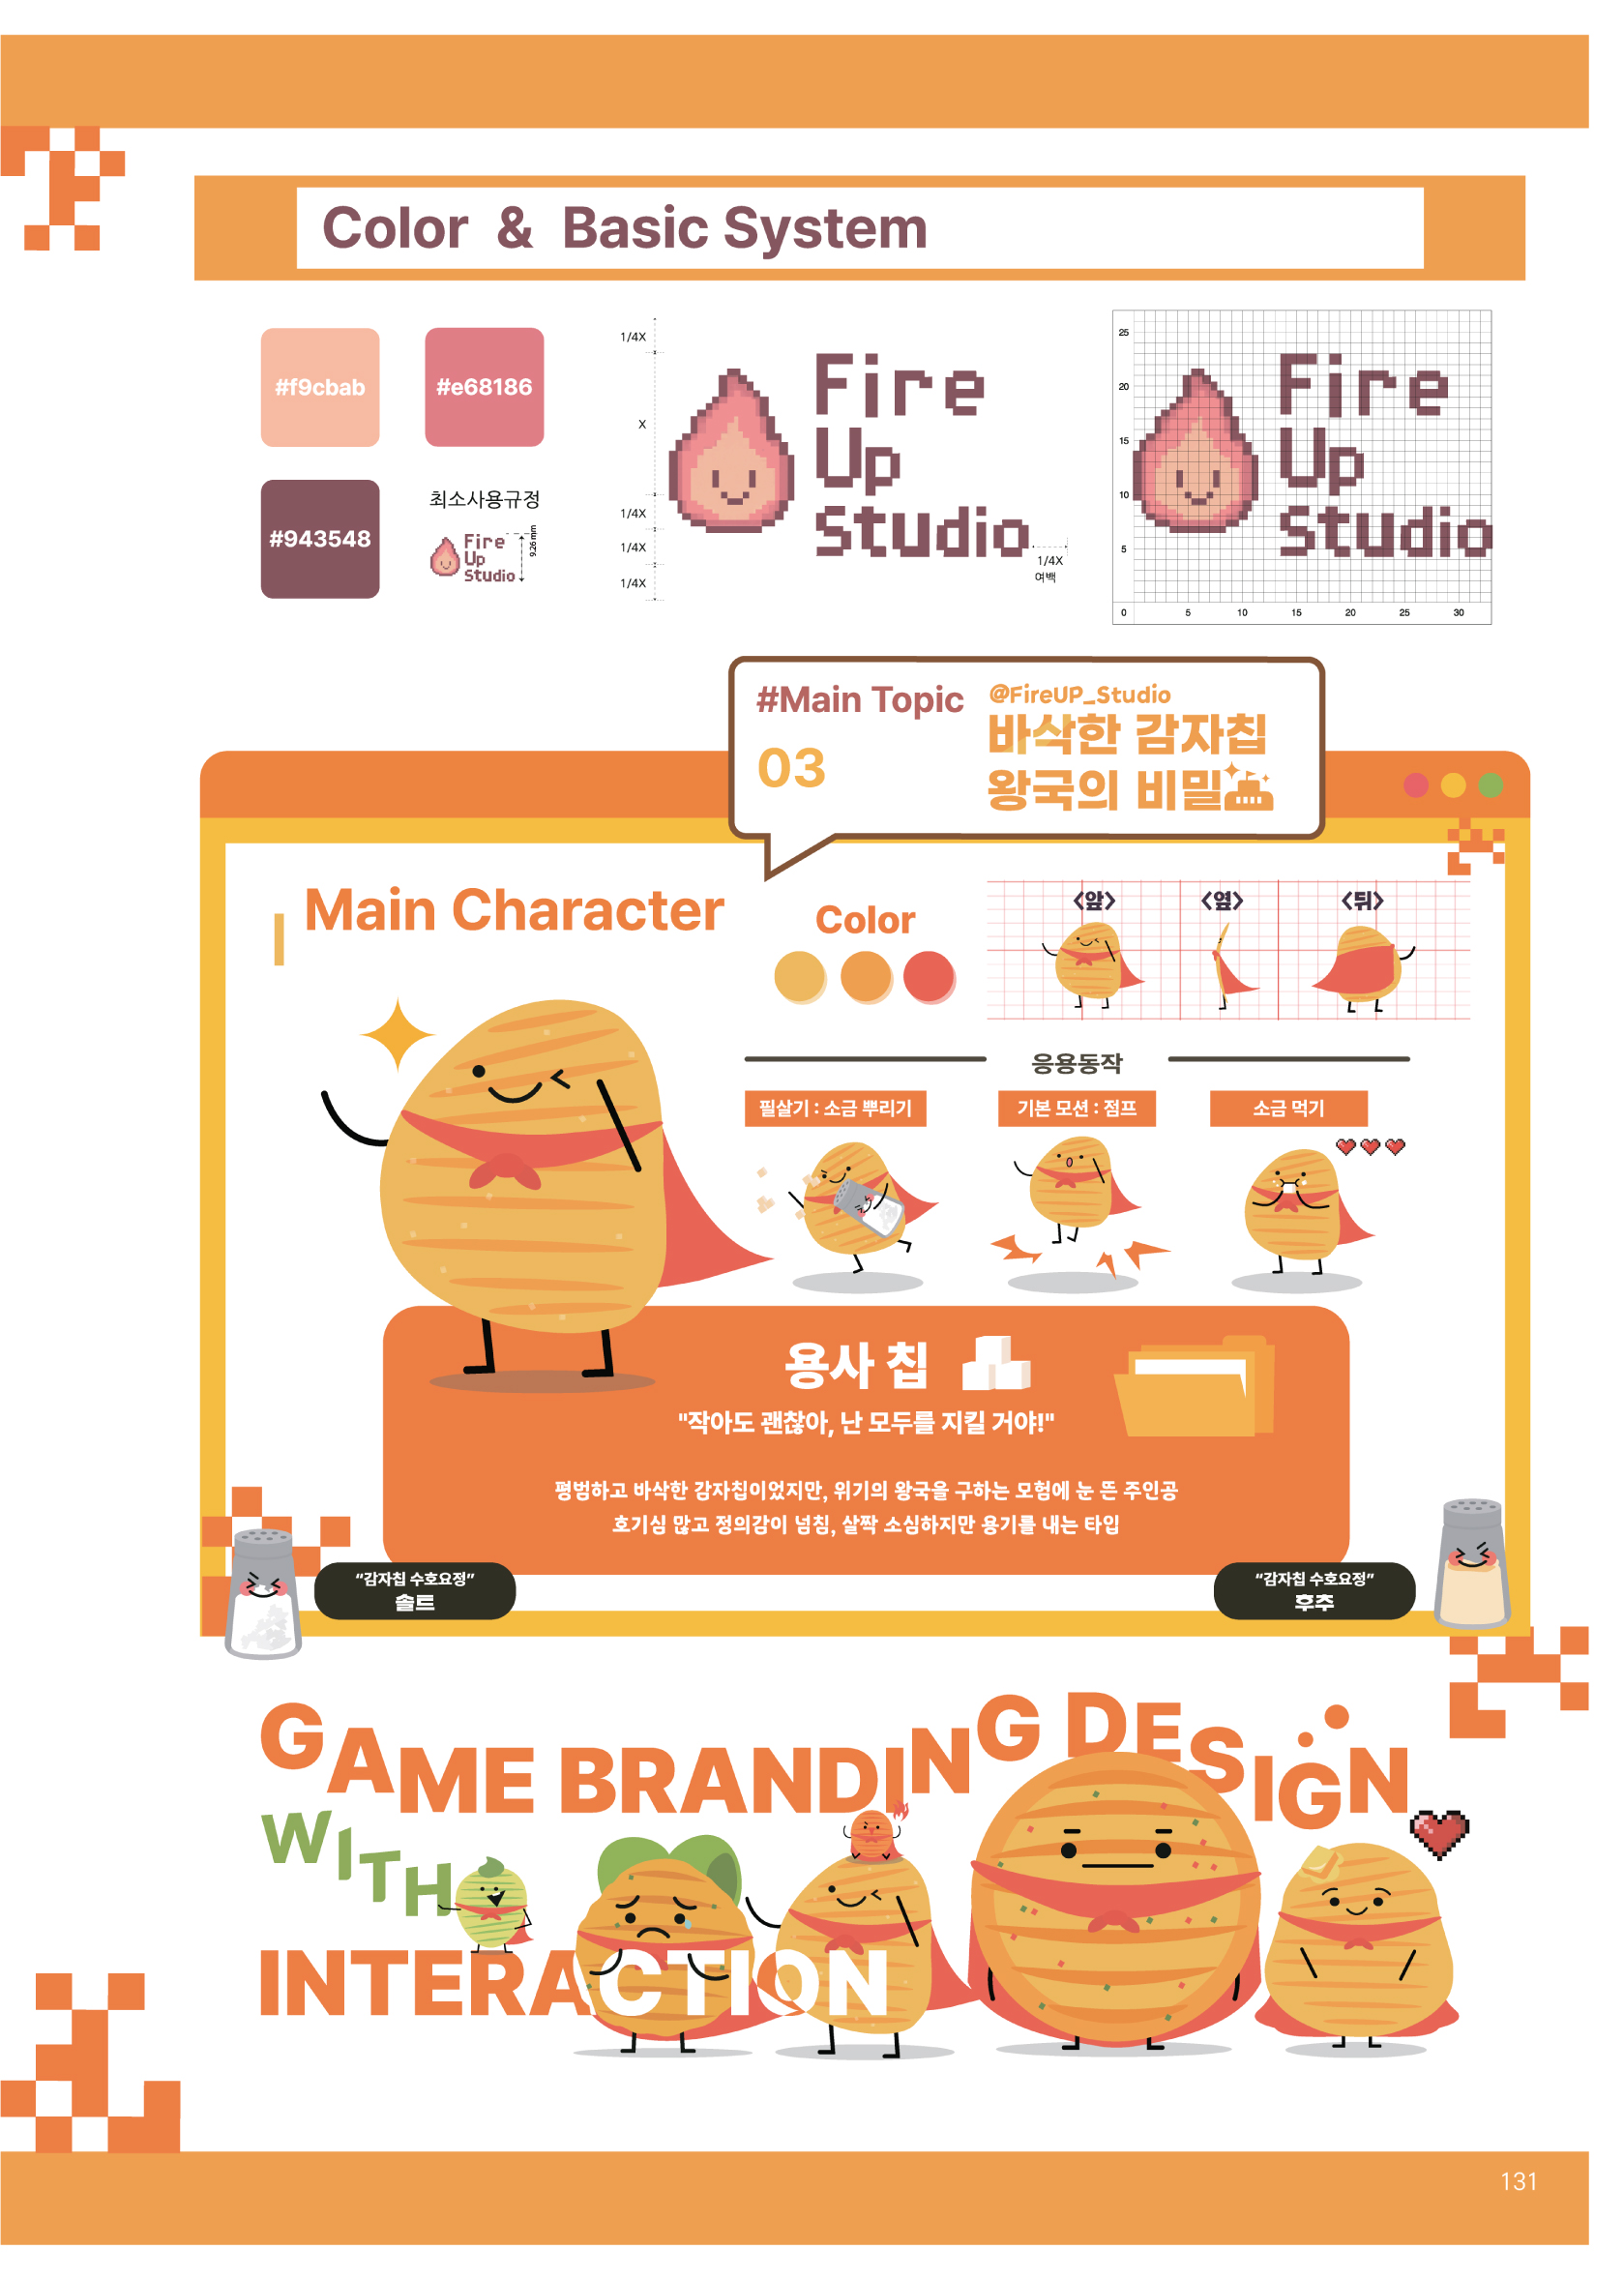 Color & Basic System
#f9cbab
#e68186
#943548
최소사용규정
Fire
Up
Studio
9.26 mm
1/4X
X
1/4X
1/4X
1/4X
Fire
Up
Studio
1/4X
여백
25
20
15
10
5
0
5
10
15
20
25
30
Fire
Up
Studio
#Main Topic
03
@FireUP_Studio
바삭한 감자칩
왕국의 비밀
Main Character
Color
<앞>
<옆>
<뒤>
응용동작
필살기 : 소금 뿌리기
기본 모션 : 점프
소금 먹기
용사 칩
"작아도 괜찮아, 난 모두를 지킬 거야!"
평범하고 바삭한 감자칩이었지만, 위기의 왕국을 구하는 모험에 눈 뜬 주인공
호기심 많고 정의감이 넘침, 살짝 소심하지만 용기를 내는 타입
“감자칩 수호요정”
솔트
“감자칩 수호요정”
후추
GAME BRANDING DESIGN
WITH
INTERACTION
131